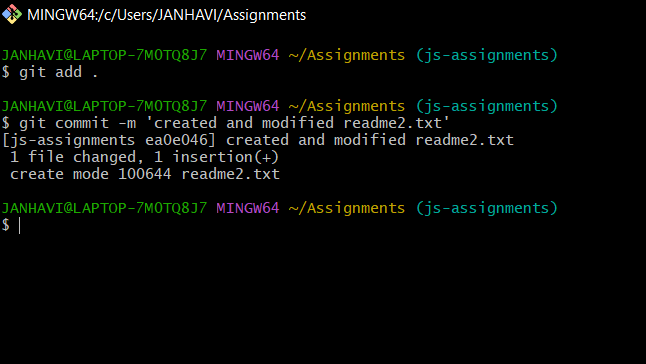 MINGW64:/c/Users/JANHAVI/Assignments
JANHAVI@LAPTOP-7M0TQ8J7 MINGW64 ~/Assignments (js-assignments)
$ git add .
JANHAVI@LAPTOP-7M0TQ8J7 MINGW64 ~/Assignments (js-assignments)
$ git commit -m 'created and modified readme2.txt'
[js-assignments ea0e046] created and modified readme2.txt
 1 file changed, 1 insertion(+)
 create mode 100644 readme2.txt
JANHAVI@LAPTOP-7M0TQ8J7 MINGW64 ~/Assignments (js-assignments)
$